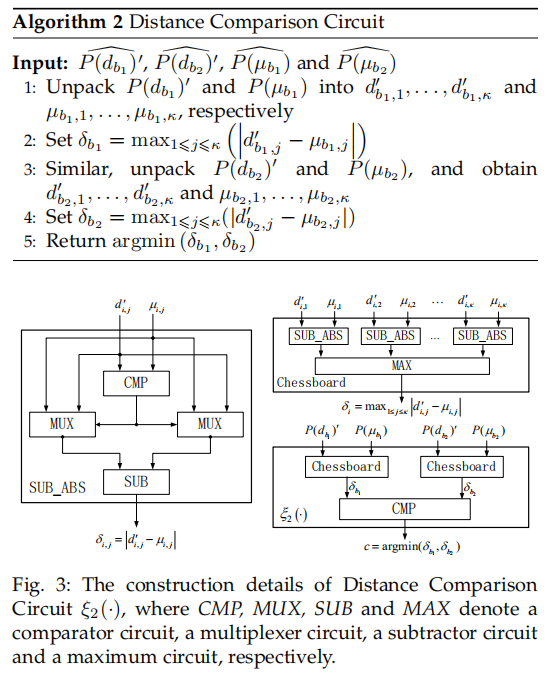 Algorithm 2 Distance Comparison Circuit
Input: $\widehat{P(d_{b_1})'}$, $\widehat{P(d_{b_2})'}$, $\widehat{P(\mu_{b_1})}$ and $\widehat{P(\mu_{b_2})}$
1: Unpack $P(d_{b_1})'$ and $P(\mu_{b_1})$ into $d'_{b_1,1}, \ldots, d'_{b_1,\kappa}$ and
$\mu_{b_1,1}, \ldots, \mu_{b_1,\kappa}$, respectively
2: Set $\delta_{b_1} = \max_{1 \leqslant j \leqslant \kappa} \left( \left| d'_{b_1,j} - \mu_{b_1,j} \right| \right)$
3: Similar, unpack $P(d_{b_2})'$ and $P(\mu_{b_2})$, and obtain
$d'_{b_2,1}, \ldots, d'_{b_2,\kappa}$ and $\mu_{b_2,1}, \ldots, \mu_{b_2,\kappa}$
4: Set $\delta_{b_2} = \max_{1 \leqslant j \leqslant \kappa} (|d'_{b_2,j} - \mu_{b_2,j}|)$
5: Return $\operatorname{argmin} (\delta_{b_1}, \delta_{b_2})$
$d'_{i,j}$ $\mu_{i,j}$
CMP
MUX MUX
SUB
SUB_ABS
$\delta_{i,j} = |d'_{i,j} - \mu_{i,j}|$
$d'_{i,1}$ $\mu_{i,1}$ $d'_{i,2}$ $\mu_{i,2}$ ... $d'_{i,\kappa}$ $\mu_{i,\kappa}$
SUB_ABS SUB_ABS ... SUB_ABS
MAX
Chessboard
$\delta_i = \max_{1 \leq j \leq \kappa} |d'_{i,j} - \mu_{i,j}|$
$P(d_{b_1})'$ $P(\mu_{b_1})$ $P(d_{b_2})'$ $P(\mu_{b_2})$
Chessboard Chessboard
$\delta_{b_1}$ $\delta_{b_2}$
CMP
$\xi_2(\cdot)$
$c = \operatorname{argmin}(\delta_{b_1}, \delta_{b_2})$
Fig. 3: The construction details of Distance Comparison
Circuit $\xi_2(\cdot)$, where CMP, MUX, SUB and MAX denote a
comparator circuit, a multiplexer circuit, a subtractor circuit
and a maximum circuit, respectively.